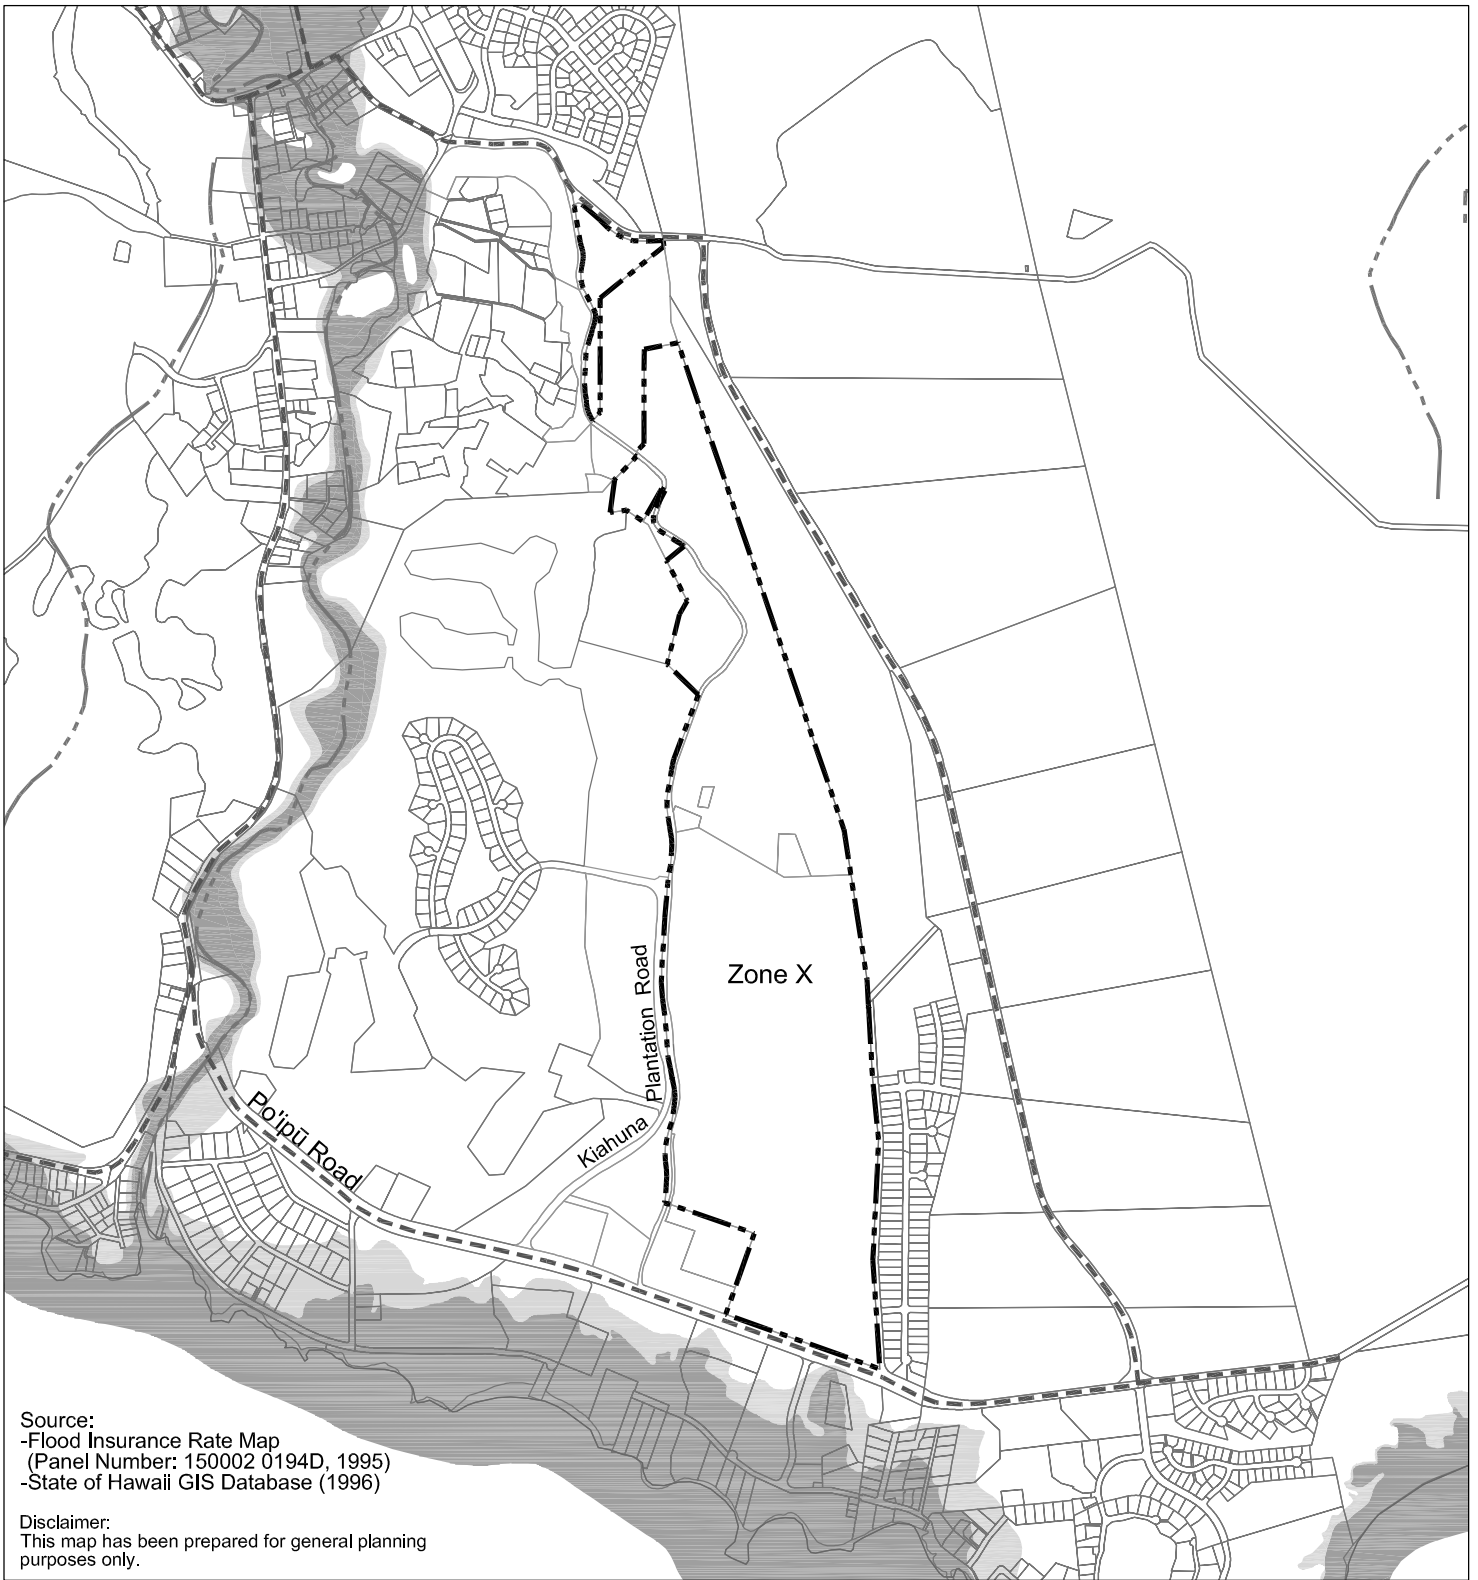 Zone X
Plantation Road
Kiahuna
Po'ipū Road
Source:
-Flood Insurance Rate Map
(Panel Number: 150002 0194D, 1995)
-State of Hawaii GIS Database (1996)
Disclaimer:
This map has been prepared for general planning
purposes only.